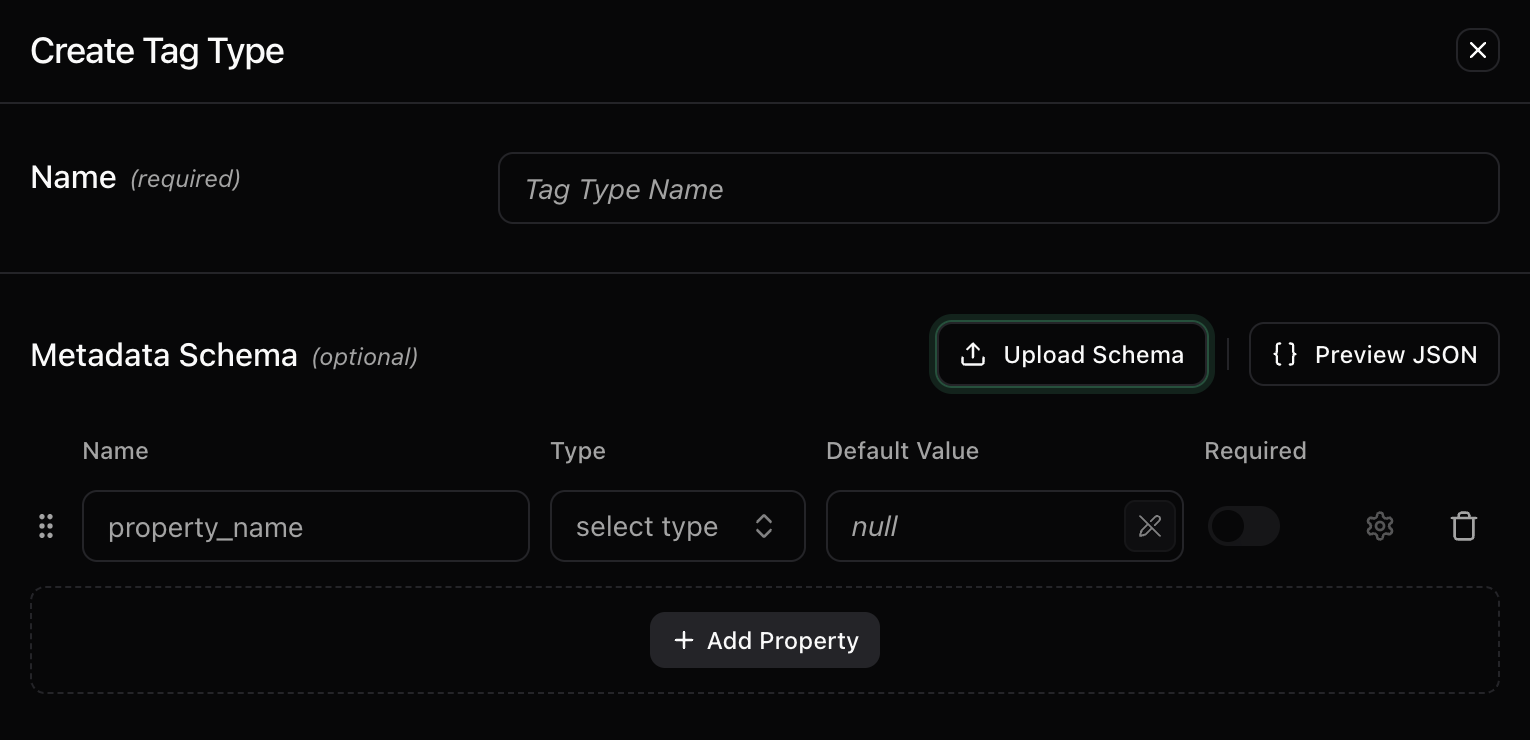 Create Tag Type
Name (required)
Tag Type Name
Metadata Schema (optional)
Upload Schema
{ } Preview JSON
Name Type Default Value Required
property_name select type null
+ Add Property